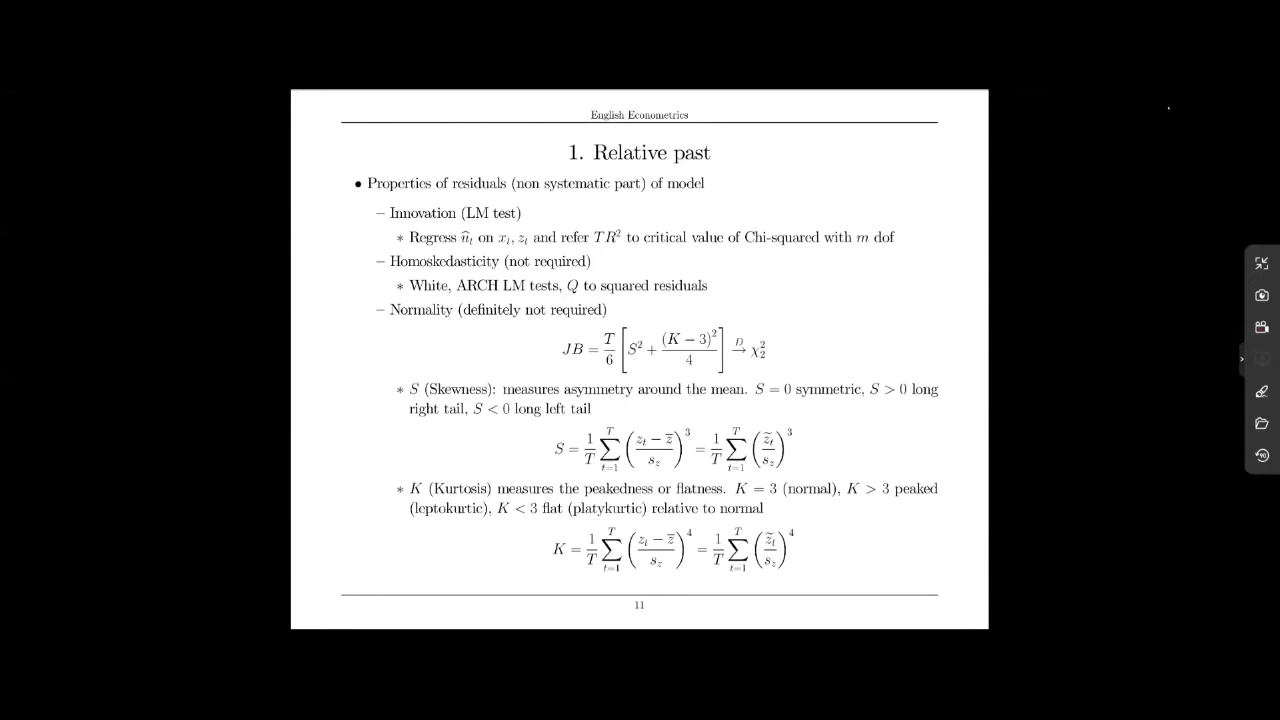 English Econometrics
1. Relative past
• Properties of residuals (non systematic part) of model
– Innovation (LM test)
∗ Regress û_t on x_t, z_t and refer TR² to critical value of Chi-squared with m dof
– Homoskedasticity (not required)
∗ White, ARCH LM tests, Q to squared residuals
– Normality (definitely not required)
JB = T/6 [S² + (K − 3)²/4] →^D χ²_2
∗ S (Skewness): measures asymmetry around the mean. S = 0 symmetric, S > 0 long
right tail, S < 0 long left tail
S = 1/T ∑_{t=1}^{T} ((z_t − z̄)/s_z)³ = 1/T ∑_{t=1}^{T} (z̃_t/s_z)³
∗ K (Kurtosis) measures the peakedness or flatness. K = 3 (normal), K > 3 peaked
(leptokurtic), K < 3 flat (platykurtic) relative to normal
K = 1/T ∑_{t=1}^{T} ((z_t − z̄)/s_z)⁴ = 1/T ∑_{t=1}^{T} (z̃_t/s_z)⁴
11